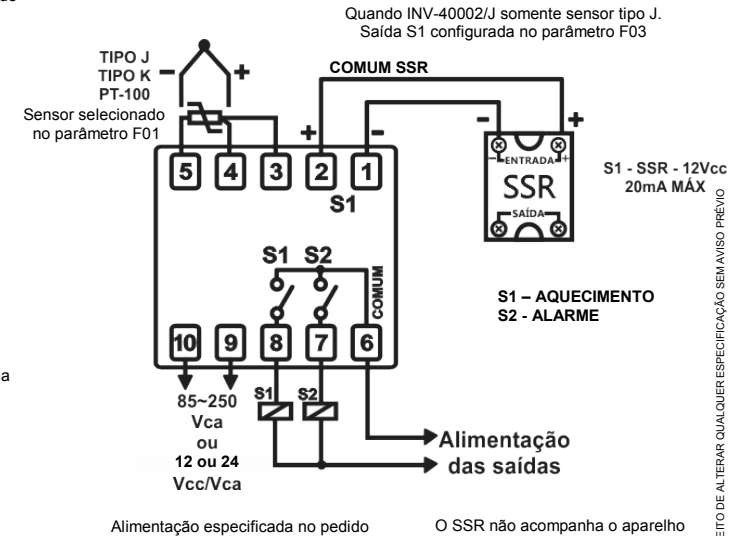 Quando INV-40002/J somente sensor tipo J.
Saída S1 configurada no parâmetro F03
TIPO J
TIPO K
PT-100
Sensor selecionado
no parâmetro F01
COMUM SSR
- +
+ -
- +
5 4 3 2 1
S1
- ENTRADA +
SSR
SAÍDA
S1 - SSR - 12Vcc
20mA MÁX
S1 S2
COMUM
S1 – AQUECIMENTO
S2 - ALARME
10 9 8 7 6
S1 S2
85~250
Vca
ou
12 ou 24
Vcc/Vca
Alimentação
das saídas
Alimentação especificada no pedido
O SSR não acompanha o aparelho
EITO DE ALTERAR QUALQUER ESPECIFICAÇÃO SEM AVISO PRÉVIO